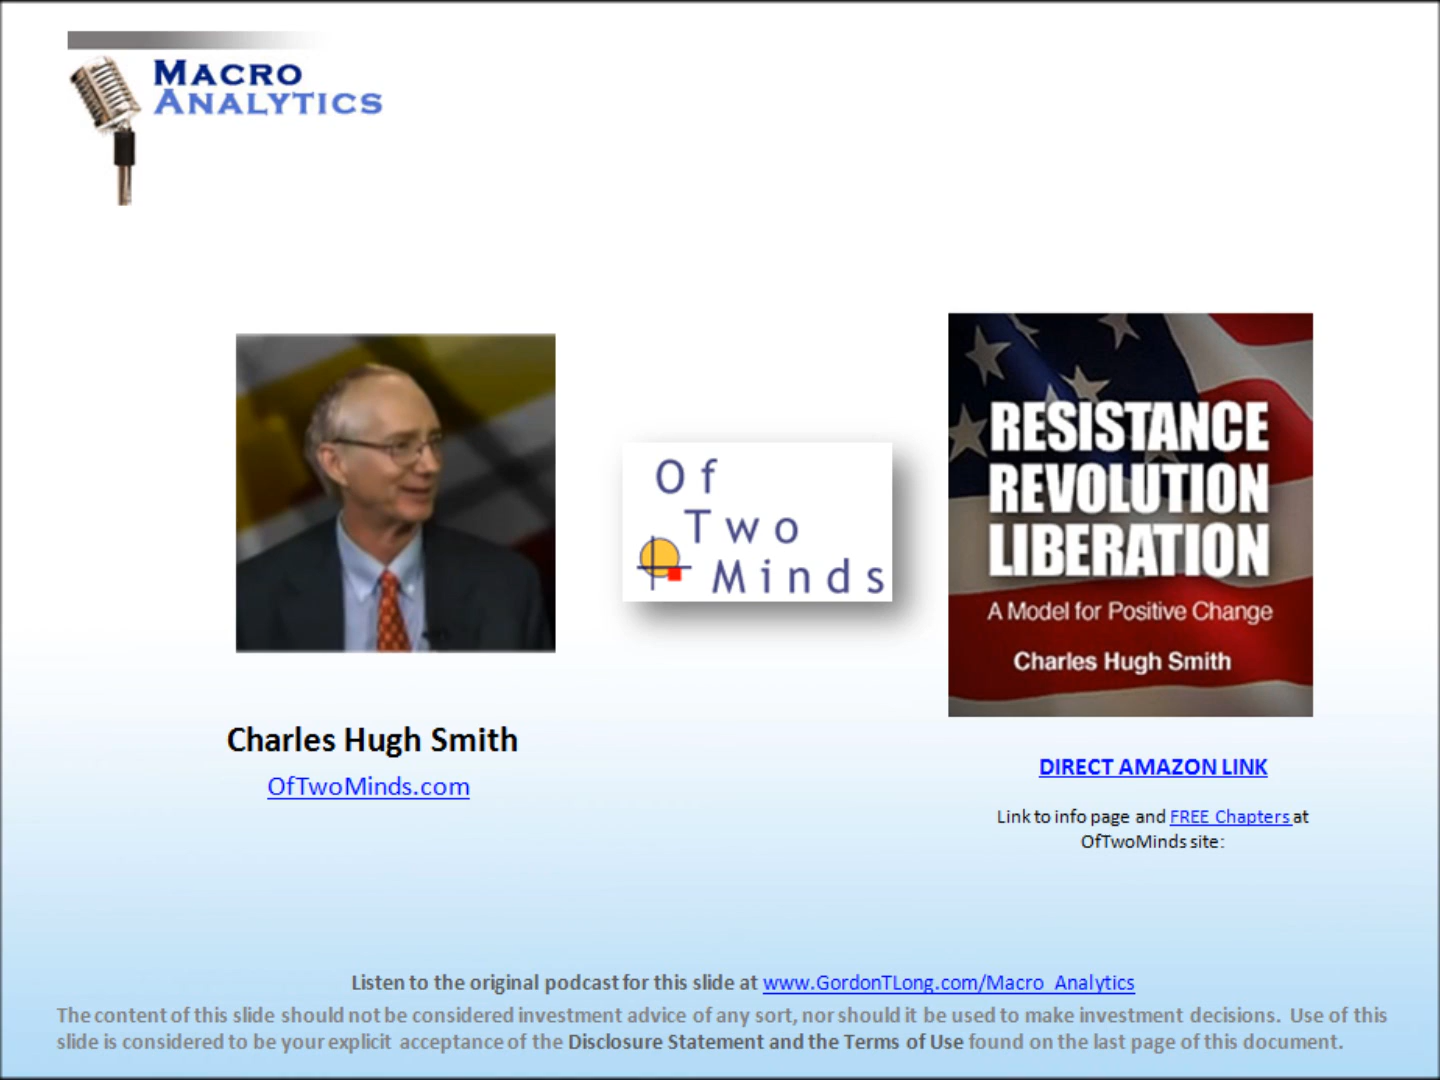 MACRO
ANALYTICS
Of
Two
Minds
RESISTANCE
REVOLUTION
LIBERATION
A Model for Positive Change
Charles Hugh Smith
Charles Hugh Smith
OfTwoMinds.com
DIRECT AMAZON LINK
Link to info page and FREE Chapters at
OfTwoMinds site:
Listen to the original podcast for this slide at www.GordonTLong.com/Macro_Analytics
The content of this slide should not be considered investment advice of any sort, nor should it be used to make investment decisions. Use of this
slide is considered to be your explicit acceptance of the Disclosure Statement and the Terms of Use found on the last page of this document.